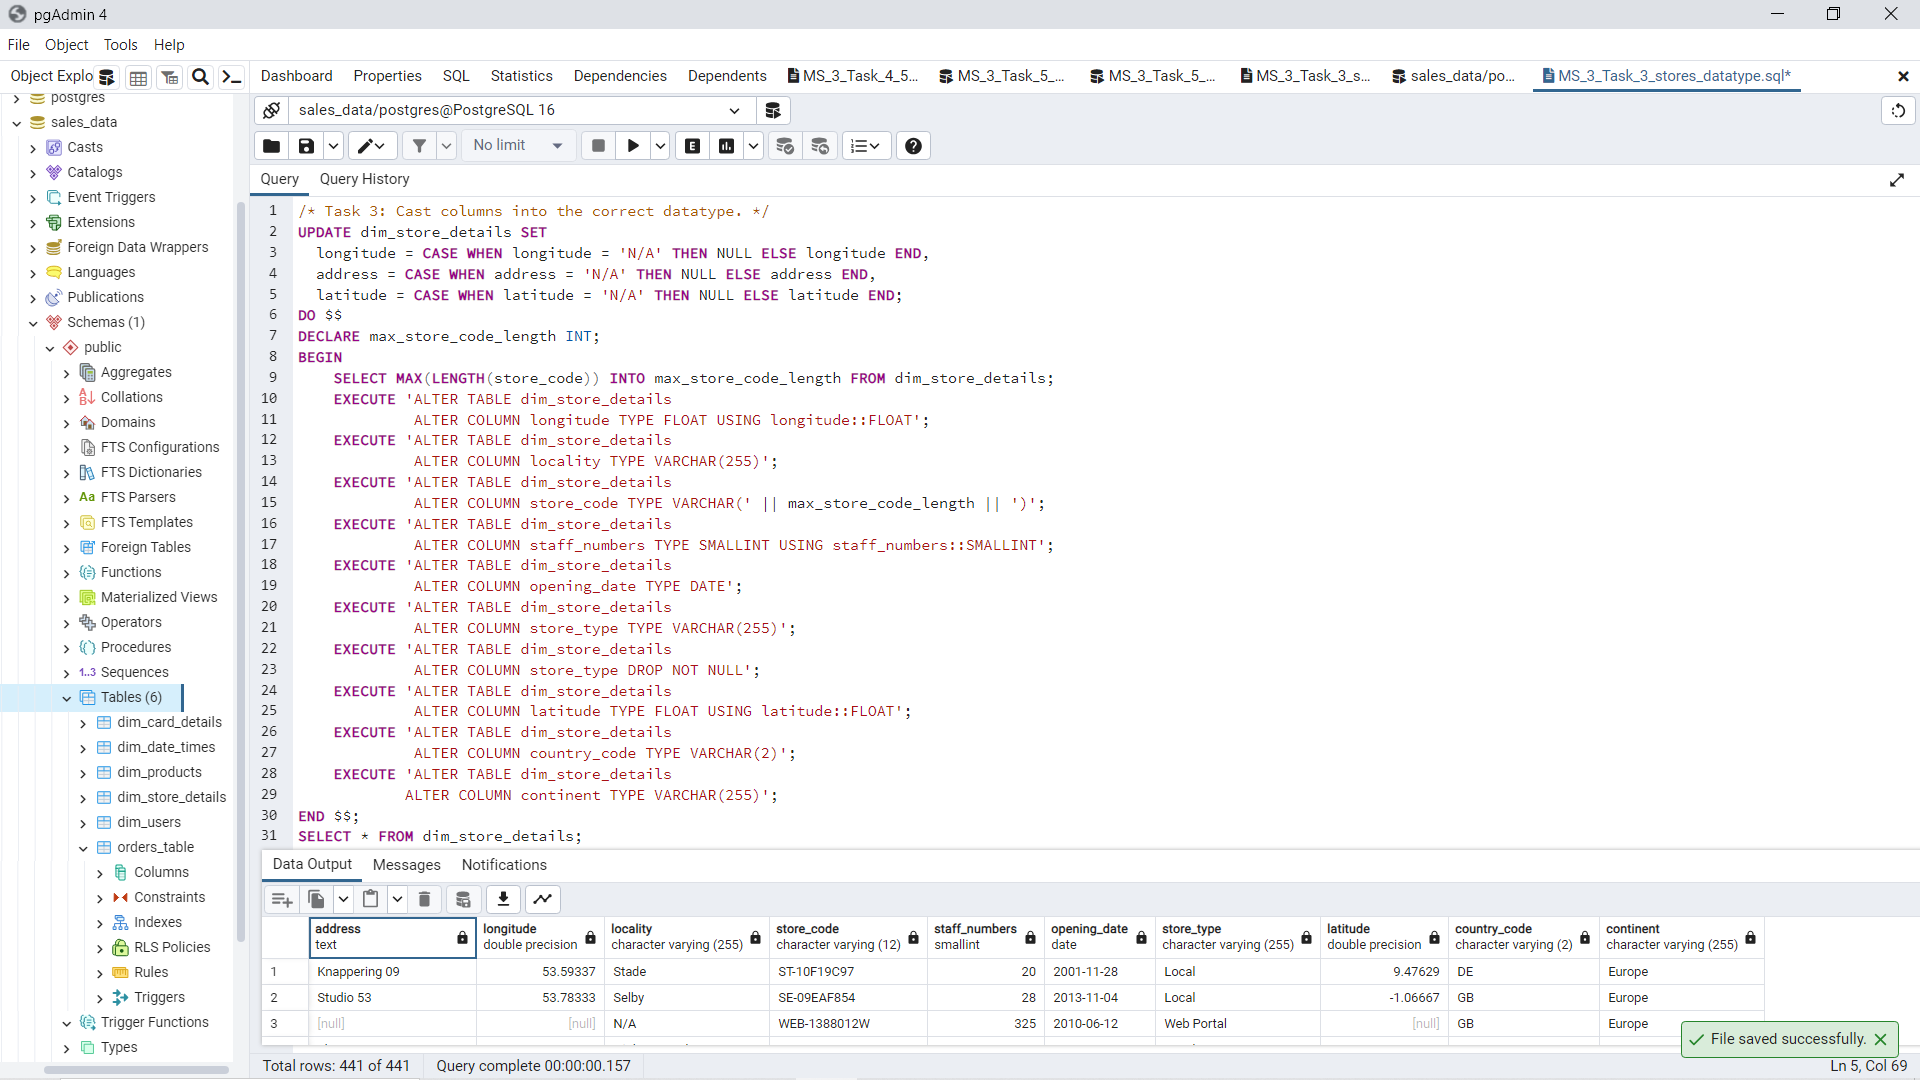 pgAdmin 4
File Object Tools Help
Object Explo
Dashboard Properties SQL Statistics Dependencies Dependents MS_3_Task_4_5... MS_3_Task_5_... MS_3_Task_5_... MS_3_Task_3_s... sales_data/po... MS_3_Task_3_stores_datatype.sql*
postgres
sales_data
Casts
Catalogs
Event Triggers
Extensions
Foreign Data Wrappers
Languages
Publications
Schemas (1)
public
Aggregates
Collations
Domains
FTS Configurations
FTS Dictionaries
Aa FTS Parsers
FTS Templates
Foreign Tables
Functions
Materialized Views
Operators
Procedures
1..3 Sequences
Tables (6)
dim_card_details
dim_date_times
dim_products
dim_store_details
dim_users
orders_table
Columns
Constraints
Indexes
RLS Policies
Rules
Triggers
Trigger Functions
Types
sales_data/postgres@PostgreSQL 16
No limit
E
Query Query History
1 /* Task 3: Cast columns into the correct datatype. */
2 UPDATE dim_store_details SET
3 longitude = CASE WHEN longitude = 'N/A' THEN NULL ELSE longitude END,
4 address = CASE WHEN address = 'N/A' THEN NULL ELSE address END,
5 latitude = CASE WHEN latitude = 'N/A' THEN NULL ELSE latitude END;
6 DO $$
7 DECLARE max_store_code_length INT;
8 BEGIN
9 SELECT MAX(LENGTH(store_code)) INTO max_store_code_length FROM dim_store_details;
10 EXECUTE 'ALTER TABLE dim_store_details
11 ALTER COLUMN longitude TYPE FLOAT USING longitude::FLOAT';
12 EXECUTE 'ALTER TABLE dim_store_details
13 ALTER COLUMN locality TYPE VARCHAR(255)';
14 EXECUTE 'ALTER TABLE dim_store_details
15 ALTER COLUMN store_code TYPE VARCHAR(' || max_store_code_length || ')';
16 EXECUTE 'ALTER TABLE dim_store_details
17 ALTER COLUMN staff_numbers TYPE SMALLINT USING staff_numbers::SMALLINT';
18 EXECUTE 'ALTER TABLE dim_store_details
19 ALTER COLUMN opening_date TYPE DATE';
20 EXECUTE 'ALTER TABLE dim_store_details
21 ALTER COLUMN store_type TYPE VARCHAR(255)';
22 EXECUTE 'ALTER TABLE dim_store_details
23 ALTER COLUMN store_type DROP NOT NULL';
24 EXECUTE 'ALTER TABLE dim_store_details
25 ALTER COLUMN latitude TYPE FLOAT USING latitude::FLOAT';
26 EXECUTE 'ALTER TABLE dim_store_details
27 ALTER COLUMN country_code TYPE VARCHAR(2)';
28 EXECUTE 'ALTER TABLE dim_store_details
29 ALTER COLUMN continent TYPE VARCHAR(255)';
30 END $$;
31 SELECT * FROM dim_store_details;
Data Output Messages Notifications
address longitude locality store_code staff_numbers opening_date store_type latitude country_code continent
text double precision character varying (255) character varying (12) smallint date character varying (255) double precision character varying (2) character varying (255)
1 Knappering 09 53.59337 Stade ST-10F19C97 20 2001-11-28 Local 9.47629 DE Europe
2 Studio 53 53.78333 Selby SE-09EAF854 28 2013-11-04 Local -1.06667 GB Europe
3 [null] [null] N/A WEB-1388012W 325 2010-06-12 Web Portal [null] GB Europe
File saved successfully.
Total rows: 441 of 441 Query complete 00:00:00.157 Ln 5, Col 69